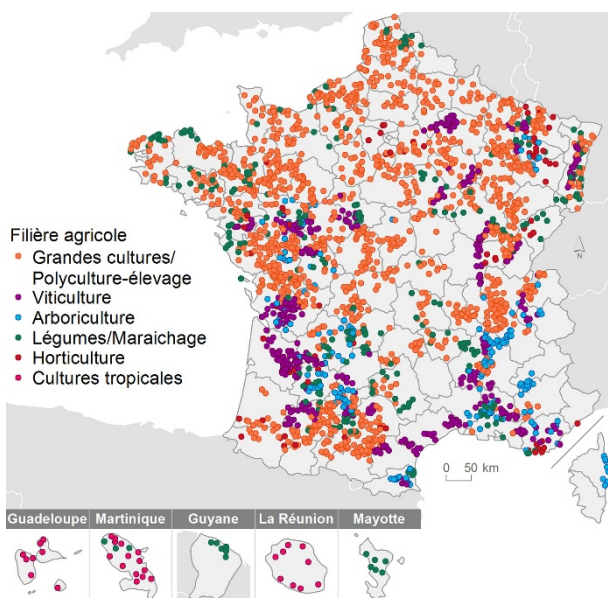 Filière agricole
Grandes cultures/
Polyculture-élevage
Viticulture
Arboriculture
Légumes/Maraichage
Horticulture
Cultures tropicales
N
0 50 km
Guadeloupe Martinique Guyane La Réunion Mayotte